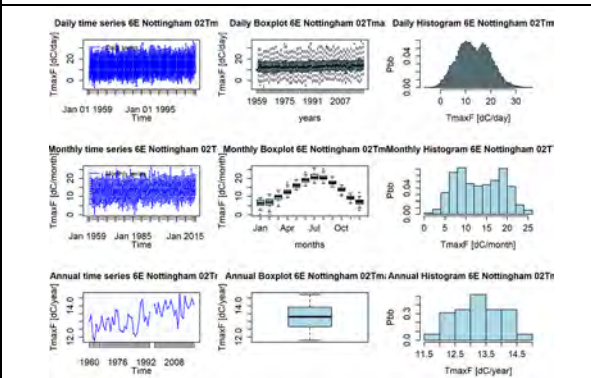 Daily time series 6E Nottingham 02Tm
Daily Boxplot 6E Nottingham 02Tma
Daily Histogram 6E Nottingham 02Tm
TmaxF [dC/day]
0 20
Jan 01 1959 Jan 01 1995
Time
TmaxF [dC/day]
0 20
1959 1975 1991 2007
years
Pbb
0.00 0.04
0 10 20 30
TmaxF [dC/day]
Monthly time series 6E Nottingham 02T
Monthly Boxplot 6E Nottingham 02Tm
Monthly Histogram 6E Nottingham 02T
TmaxF [dC/month]
0 10 20
Jan 1959 Jan 1985 Jan 2015
Time
TmaxF [dC/month]
0 10 20
Jan Apr Jul Oct
months
Pbb
0.00 0.04
0 5 10 15 20 25
TmaxF [dC/month]
Annual time series 6E Nottingham 02Tr
Annual Boxplot 6E Nottingham 02Tm
Annual Histogram 6E Nottingham 02Tr
TmaxF [dC/year]
12.0 14.0
1960 1976 1992 2008
Time
TmaxF [dC/year]
12.0 14.0
Pbb
0.0 0.3
11.5 12.5 13.5 14.5
TmaxF [dC/year]